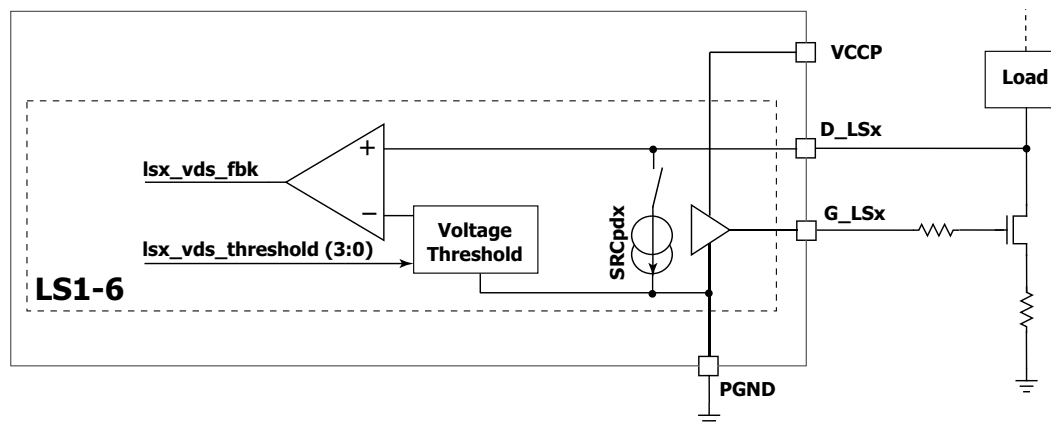 VCCP
Load
D_LSx
+
lsx_vds_fbk
−
G_LSx
Voltage
Threshold
SRCpdx
lsx_vds_threshold (3:0)
LS1-6
PGND